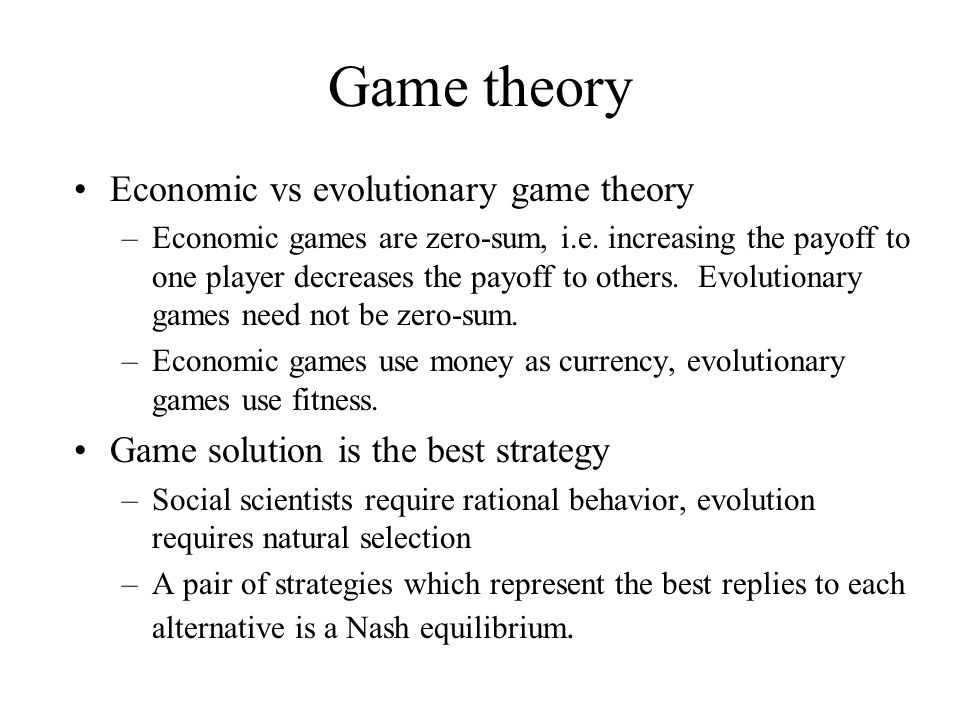 Game theory
• Economic vs evolutionary game theory
– Economic games are zero-sum, i.e. increasing the payoff to
one player decreases the payoff to others.  Evolutionary
games need not be zero-sum.
– Economic games use money as currency, evolutionary
games use fitness.
• Game solution is the best strategy
– Social scientists require rational behavior, evolution
requires natural selection
– A pair of strategies which represent the best replies to each
alternative is a Nash equilibrium.